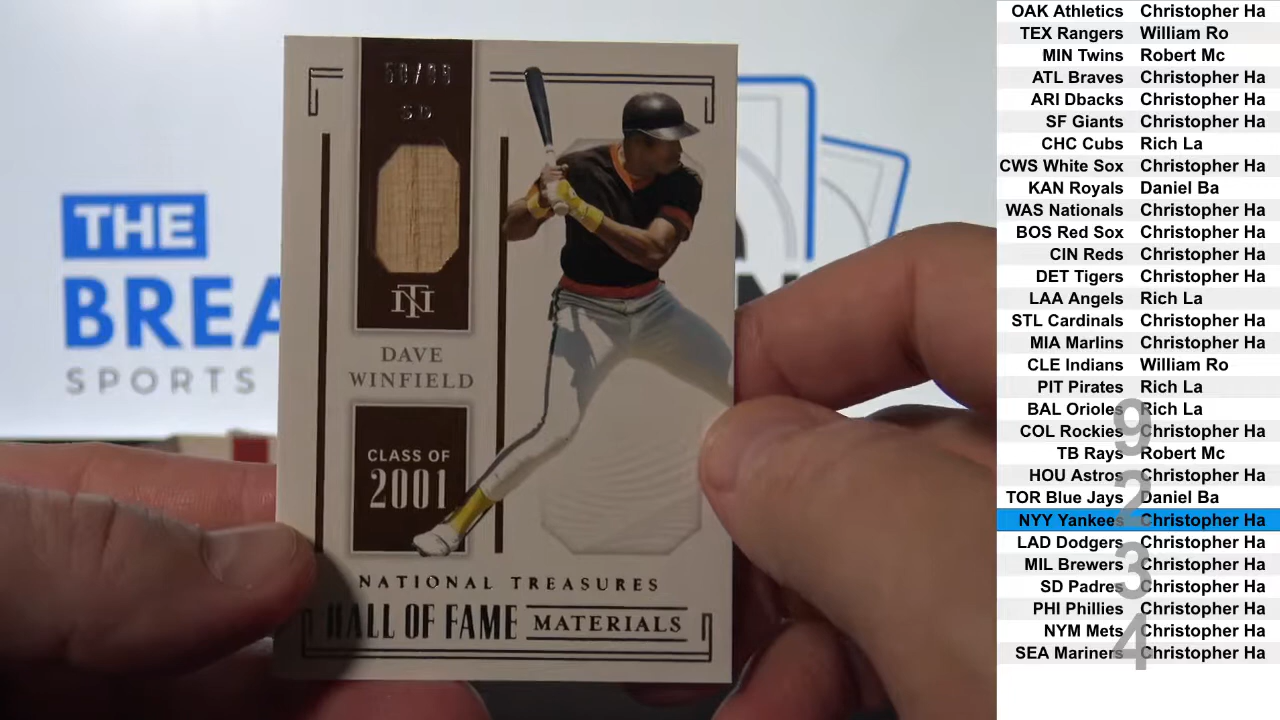 SD
DAVE
WINFIELD
CLASS OF
2001
NATIONAL TREASURES
HALL OF FAME MATERIALS
THE
BREA
SPORTS
OAK Athletics Christopher Ha
TEX Rangers William Ro
MIN Twins Robert Mc
ATL Braves Christopher Ha
ARI Dbacks Christopher Ha
SF Giants Christopher Ha
CHC Cubs Rich La
CWS White Sox Christopher Ha
KAN Royals Daniel Ba
WAS Nationals Christopher Ha
BOS Red Sox Christopher Ha
CIN Reds Christopher Ha
DET Tigers Christopher Ha
LAA Angels Rich La
STL Cardinals Christopher Ha
MIA Marlins Christopher Ha
CLE Indians William Ro
PIT Pirates Rich La
BAL Orioles Rich La
COL Rockies Christopher Ha
TB Rays Robert Mc
HOU Astros Christopher Ha
TOR Blue Jays Daniel Ba
NYY Yankees Christopher Ha
LAD Dodgers Christopher Ha
MIL Brewers Christopher Ha
SD Padres Christopher Ha
PHI Phillies Christopher Ha
NYM Mets Christopher Ha
SEA Mariners Christopher Ha
9
2
3
4